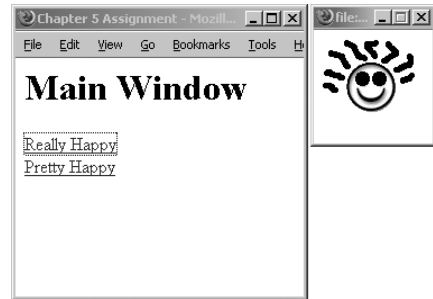 Chapter 5 Assignment - Mozill...
File Edit View Go Bookmarks Tools H
Main Window
Really Happy
Pretty Happy
file:...